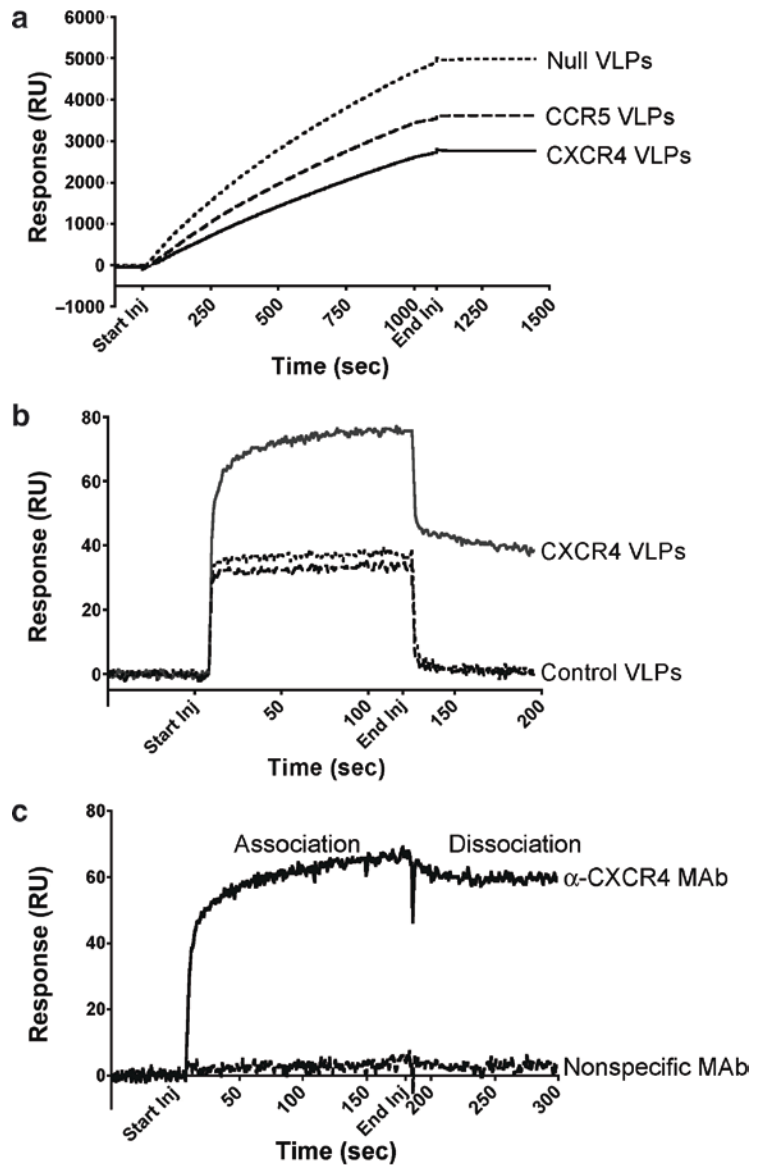 a
Response (RU)
6000
5000
4000
3000
2000
1000
0
−1000
Null VLPs
CCR5 VLPs
CXCR4 VLPs
Start Inj
250
500
750
1000
End Inj
1250
1500
Time (sec)
b
Response (RU)
80
60
40
20
0
CXCR4 VLPs
Control VLPs
Start Inj
50
100
End Inj
150
200
Time (sec)
c
Response (RU)
80
60
40
20
0
Association
Dissociation
α-CXCR4 MAb
Nonspecific MAb
Start Inj
50
100
150
End Inj
200
250
300
Time (sec)